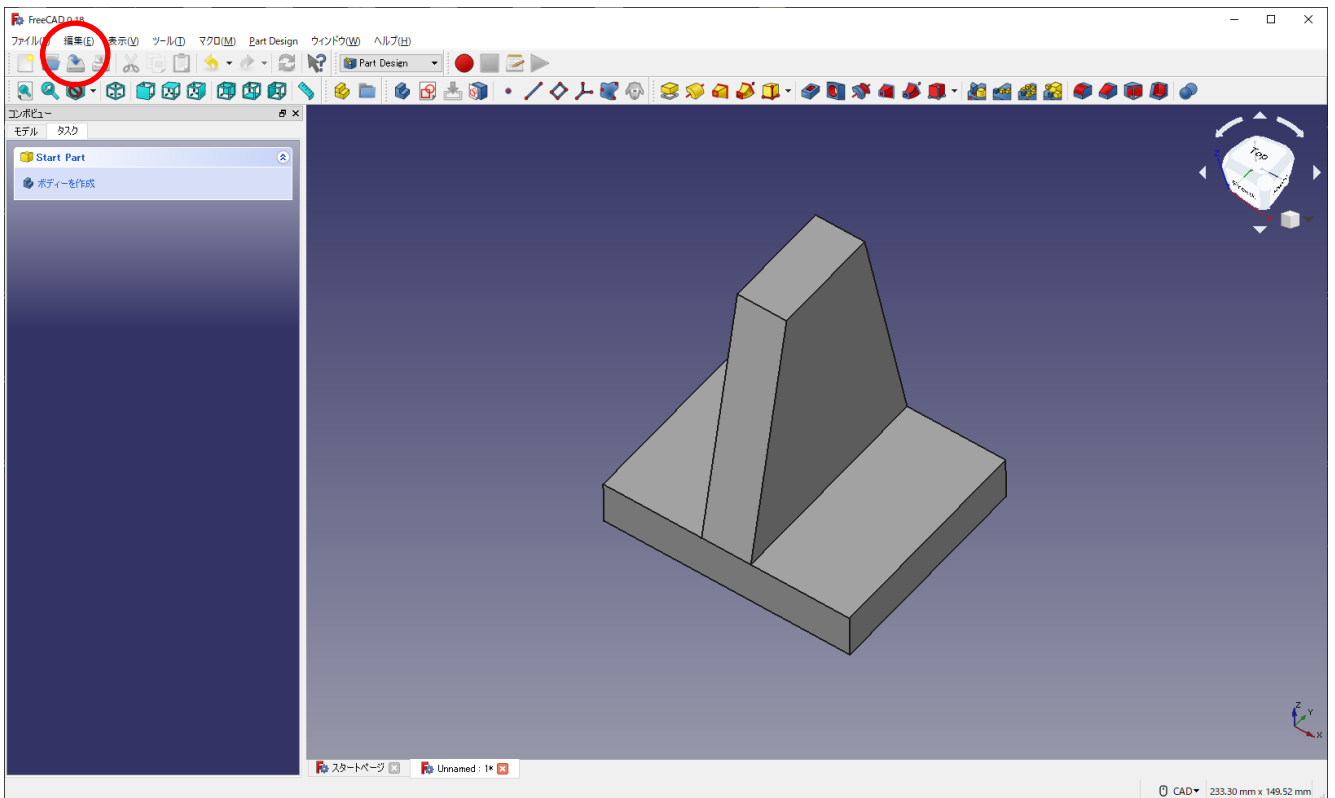 FreeCAD 0.18
ファイル(F) 編集(E) 表示(V) ツール(T) マクロ(M) Part Design ウィンドウ(W) ヘルプ(H)
Part Design
コンボビュー
モデル タスク
Start Part
ボディーを作成
Top
スタートページ Unnamed : 1*
Z
Y
X
CAD 233.30 mm x 149.52 mm